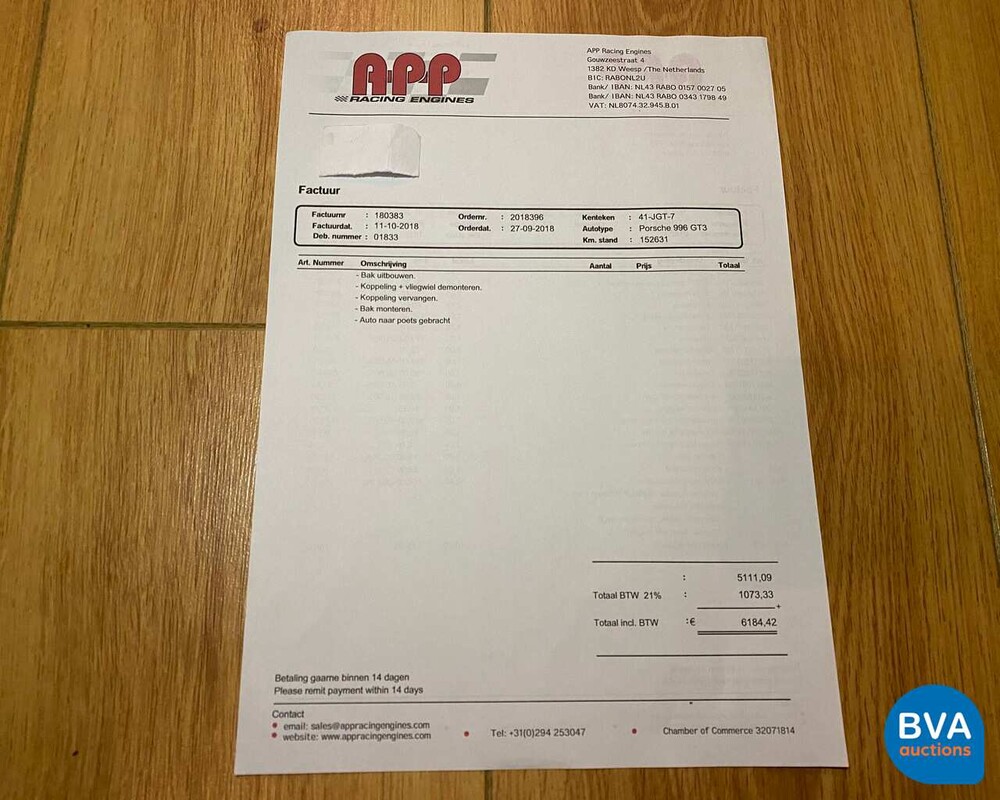 APP
RACING ENGINES
APP Racing Engines
Gouwzeestraat 4
1382 KD Weesp /The Netherlands
BIC: RABONL2U
Bank/ IBAN: NL43 RABO 0157 0027 05
Bank/ IBAN: NL43 RABO 0343 1798 49
VAT: NL8074.32.945.B.01
Factuur
Factuurnr : 180383 Ordernr. : 2018396 Kenteken : 41-JGT-7
Factuurdat. : 11-10-2018 Orderdat. : 27-09-2018 Autotype : Porsche 996 GT3
Deb. nummer : 01833 Km. stand : 152631
Art. Nummer Omschrijving Aantal Prijs Totaal
- Bak uitbouwen.
- Koppeling + vliegwiel demonteren.
- Koppeling vervangen.
- Bak monteren.
- Auto naar poets gebracht
: 5111,09
Totaal BTW 21% : 1073,33
+
Totaal incl. BTW :€ 6184,42
Betaling gaarne binnen 14 dagen
Please remit payment within 14 days
Contact
email: sales@appracingengines.com
website: www.appracingengines.com
Tel: +31(0)294 253047
Chamber of Commerce 32071814
BVA
auctions